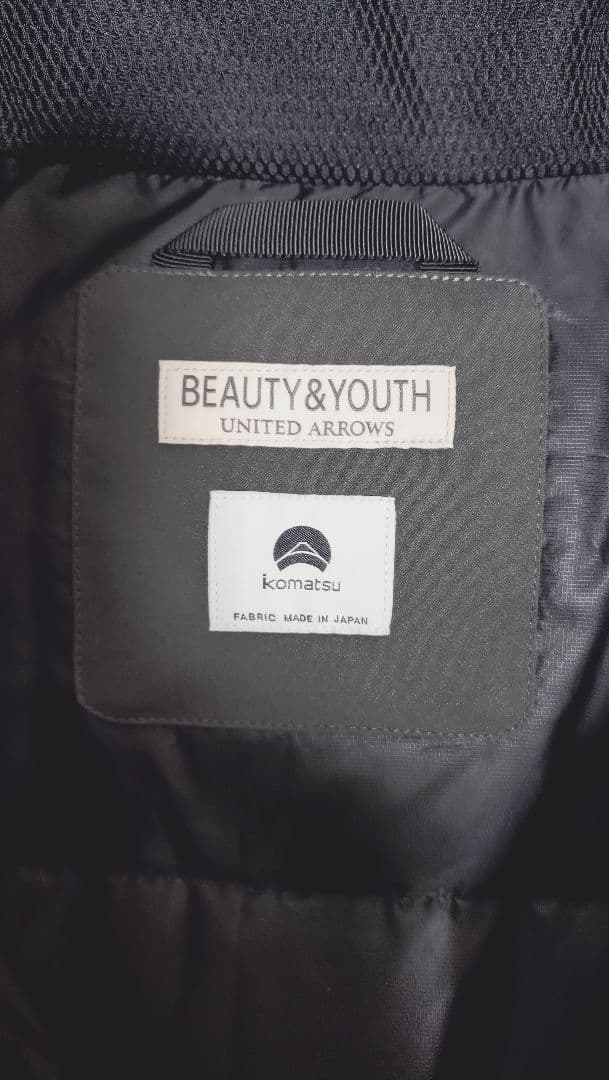 BEAUTY&YOUTH
UNITED ARROWS
komatsu
FABRIC MADE IN JAPAN